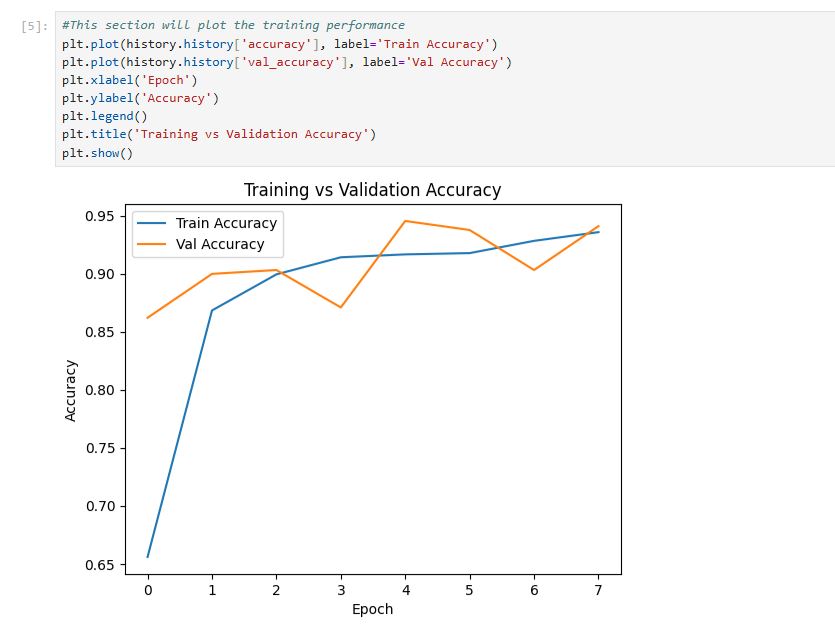 [5]: #This section will plot the training performance
plt.plot(history.history['accuracy'], label='Train Accuracy')
plt.plot(history.history['val_accuracy'], label='Val Accuracy')
plt.xlabel('Epoch')
plt.ylabel('Accuracy')
plt.legend()
plt.title('Training vs Validation Accuracy')
plt.show()
Training vs Validation Accuracy
Train Accuracy
Val Accuracy
0.95
0.90
0.85
0.80
0.75
0.70
0.65
Accuracy
0 1 2 3 4 5 6 7
Epoch